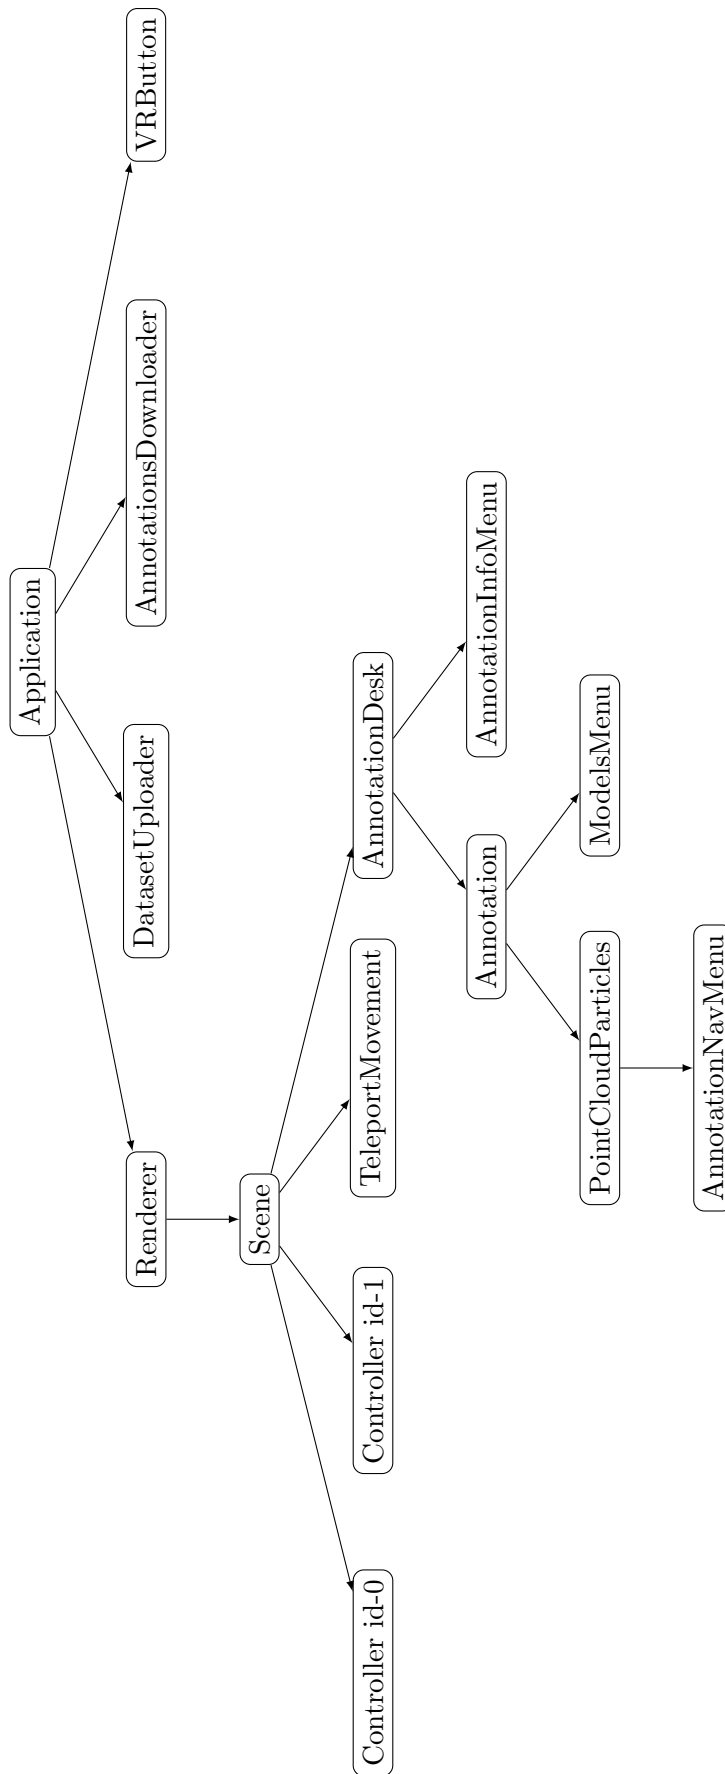 Application
Renderer
DatasetUploader
AnnotationsDownloader
VRButton
Scene
Controller id-0
Controller id-1
TeleportMovement
AnnotationDesk
Annotation
AnnotationInfoMenu
PointCloudParticles
ModelsMenu
AnnotationNavMenu